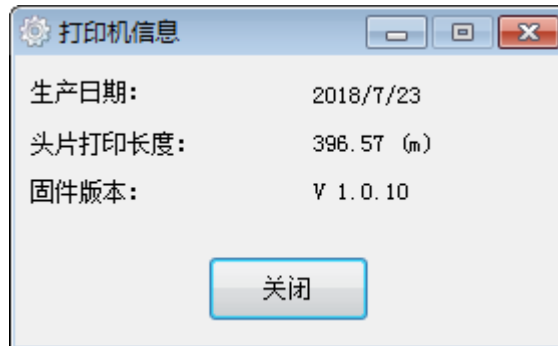 打印机信息
生产日期: 2018/7/23
头片打印长度: 396.57 (m)
固件版本: V 1.0.10
关闭